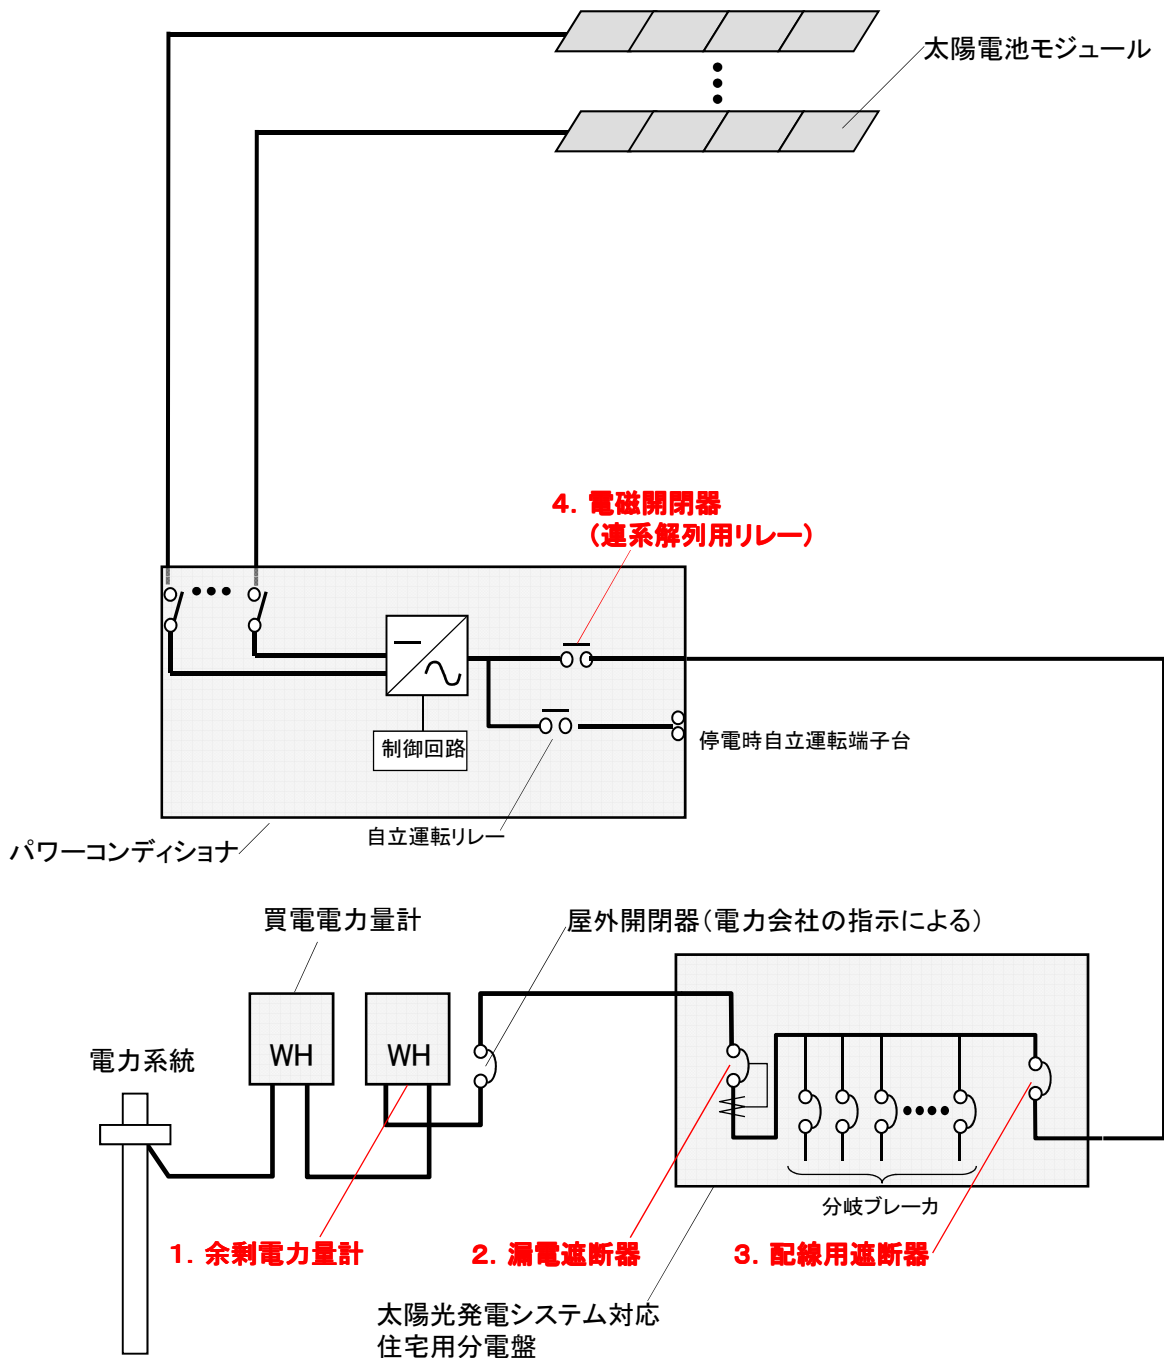 太陽電池モジュール
4. 電磁開閉器
(連系解列用リレー)
制御回路
停電時自立運転端子台
自立運転リレー
パワーコンディショナ
買電電力量計
屋外開閉器(電力会社の指示による)
WH
WH
電力系統
分岐ブレーカ
1. 余剰電力量計
2. 漏電遮断器
3. 配線用遮断器
太陽光発電システム対応
住宅用分電盤